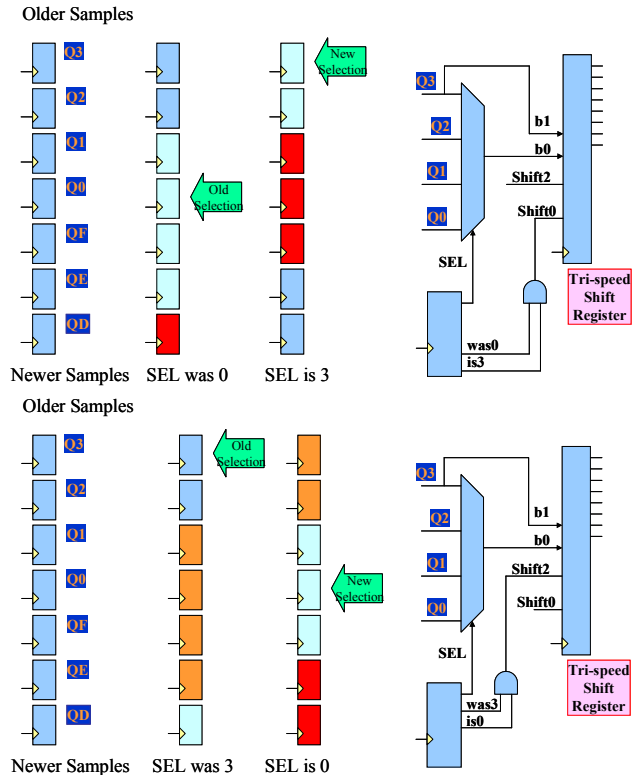 Older Samples
Q3
Q2
Q1
Q0
QF
QE
QD
New
Selection
Old
Selection
Newer Samples
SEL was 0
SEL is 3
Q3
Q2
Q1
Q0
b1
b0
Shift2
Shift0
SEL
was0
is3
Tri-speed
Shift
Register
Older Samples
Q3
Q2
Q1
Q0
QF
QE
QD
Old
Selection
New
Selection
Newer Samples
SEL was 3
SEL is 0
Q3
Q2
Q1
Q0
b1
b0
Shift2
Shift0
SEL
was3
is0
Tri-speed
Shift
Register